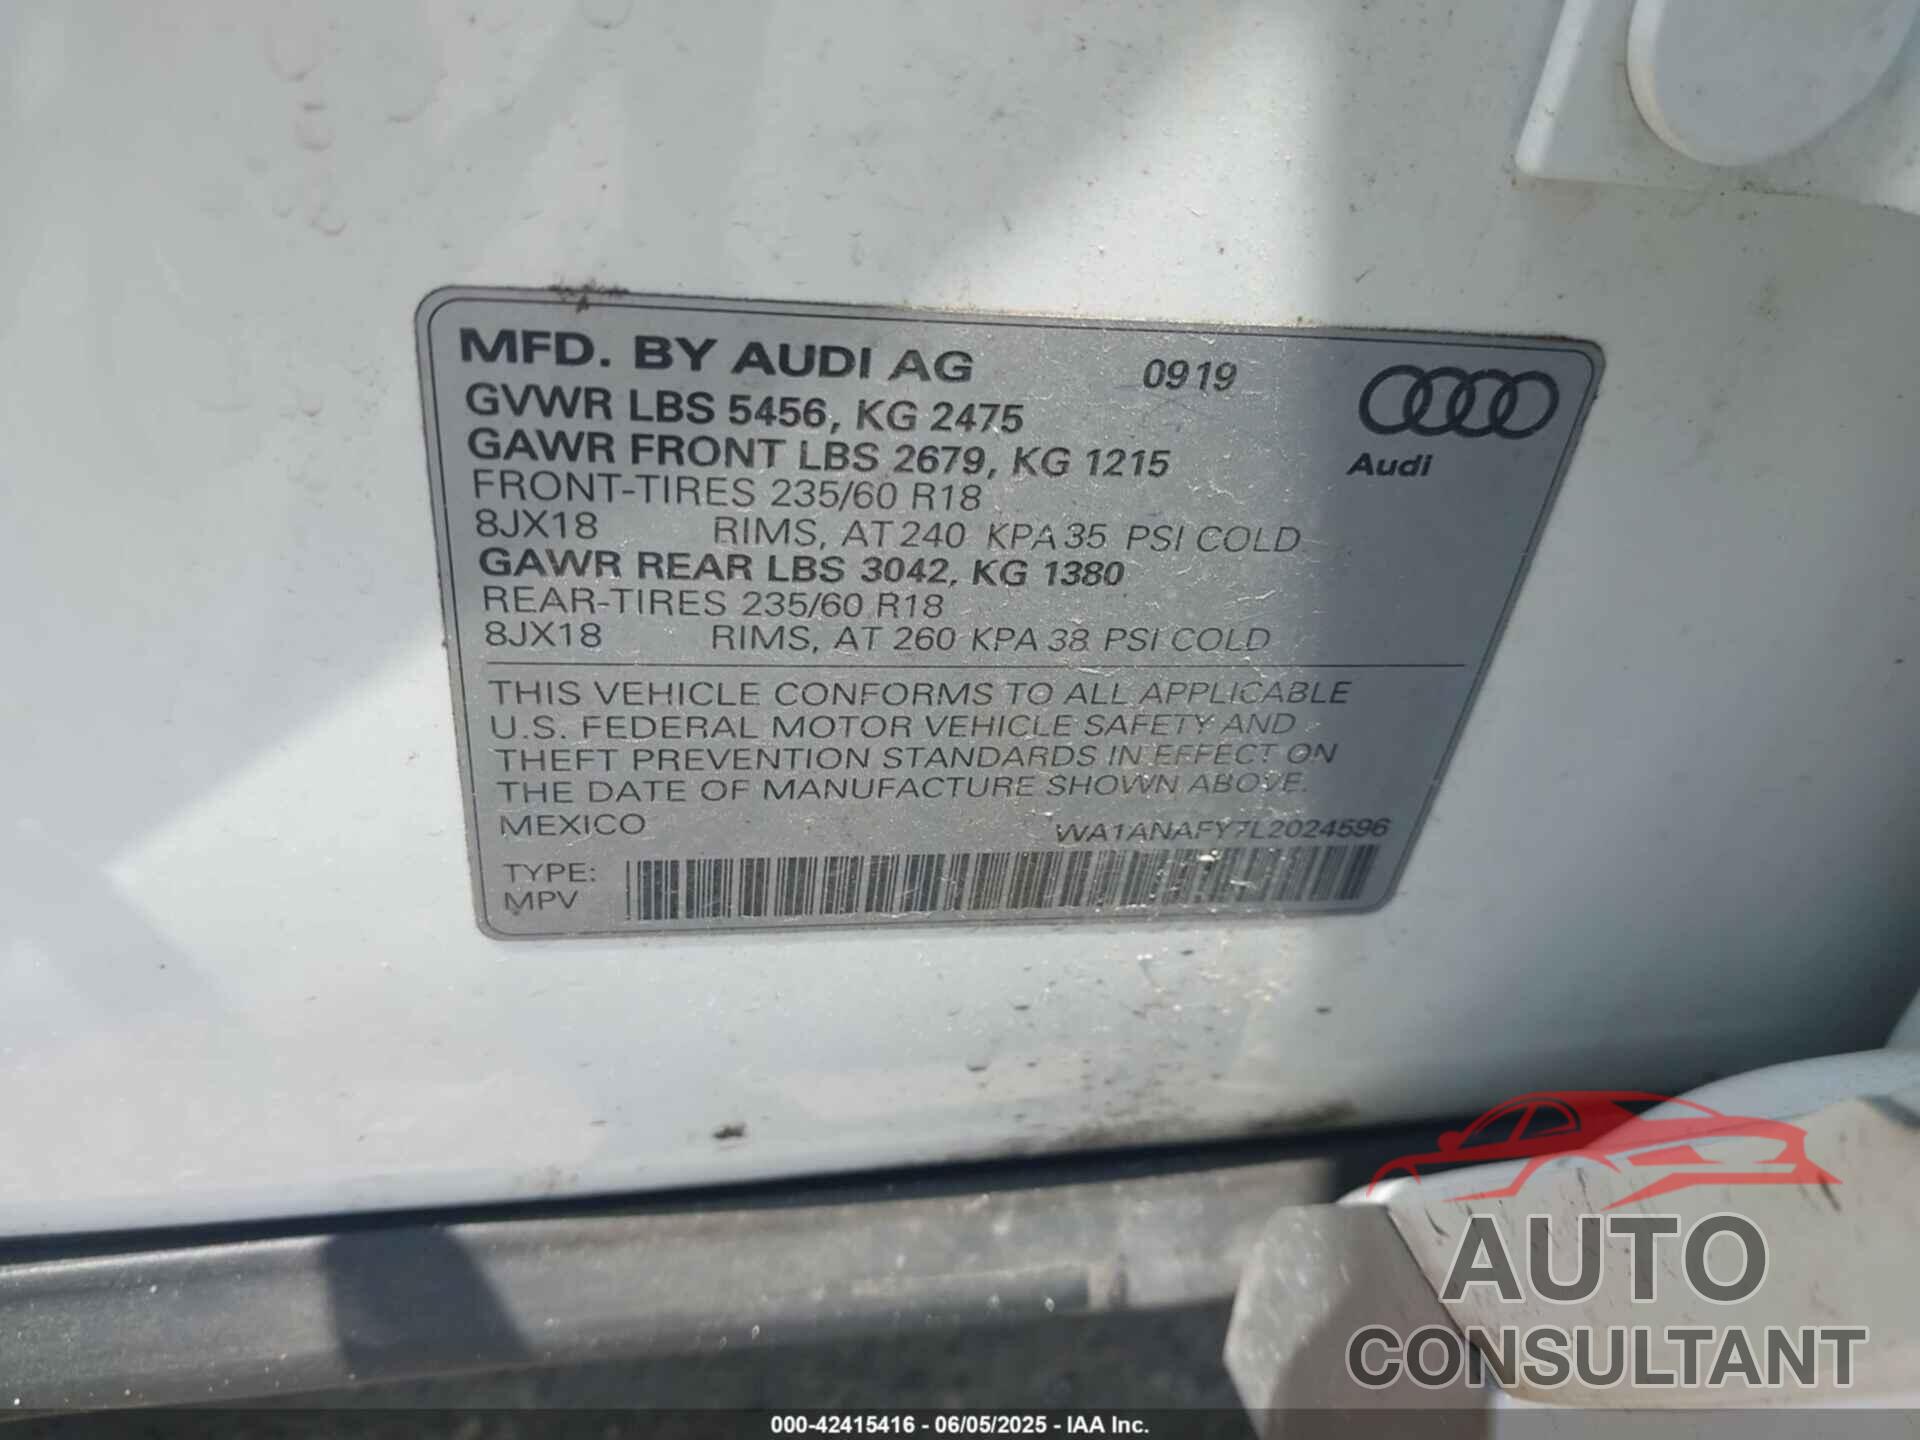 MFD. BY AUDI AG 0919
GVWR LBS 5456, KG 2475
GAWR FRONT LBS 2679, KG 1215
Audi
FRONT-TIRES 235/60 R18
8JX18 RIMS, AT 240 KPA 35 PSI COLD
GAWR REAR LBS 3042, KG 1380
REAR-TIRES 235/60 R18
8JX18 RIMS, AT 260 KPA 38 PSI COLD
THIS VEHICLE CONFORMS TO ALL APPLICABLE
U.S. FEDERAL MOTOR VEHICLE SAFETY AND
THEFT PREVENTION STANDARDS IN EFFECT ON
THE DATE OF MANUFACTURE SHOWN ABOVE.
MEXICO WA1ANAFY7L2024596
TYPE:
MPV
AUTO
CONSULTANT
000-42415416 - 06/05/2025 - IAA Inc.